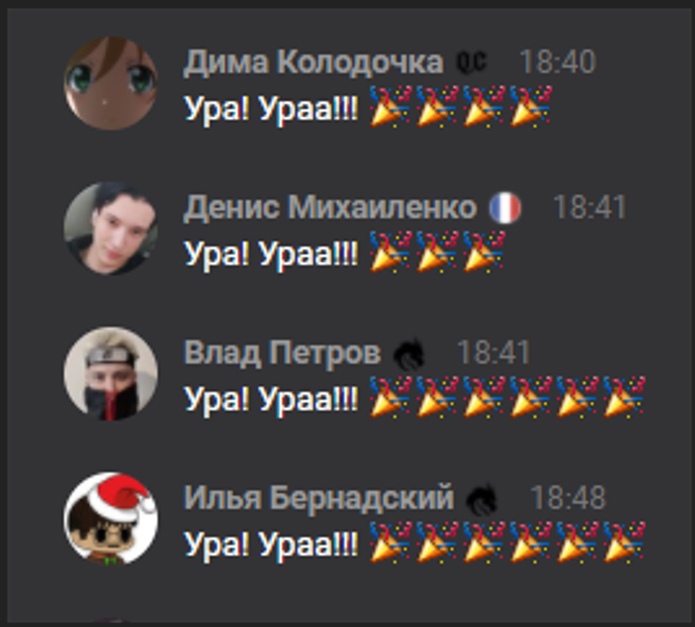 Дима Колодочка QC 18:40
Ура! Ураа!!! 🎉🎉🎉🎉
Денис Михаиленко 18:41
Ура! Ураа!!! 🎉🎉🎉
Влад Петров 18:41
Ура! Ураа!!! 🎉🎉🎉🎉🎉🎉
Илья Бернадский 18:48
Ура! Ураа!!! 🎉🎉🎉🎉🎉🎉